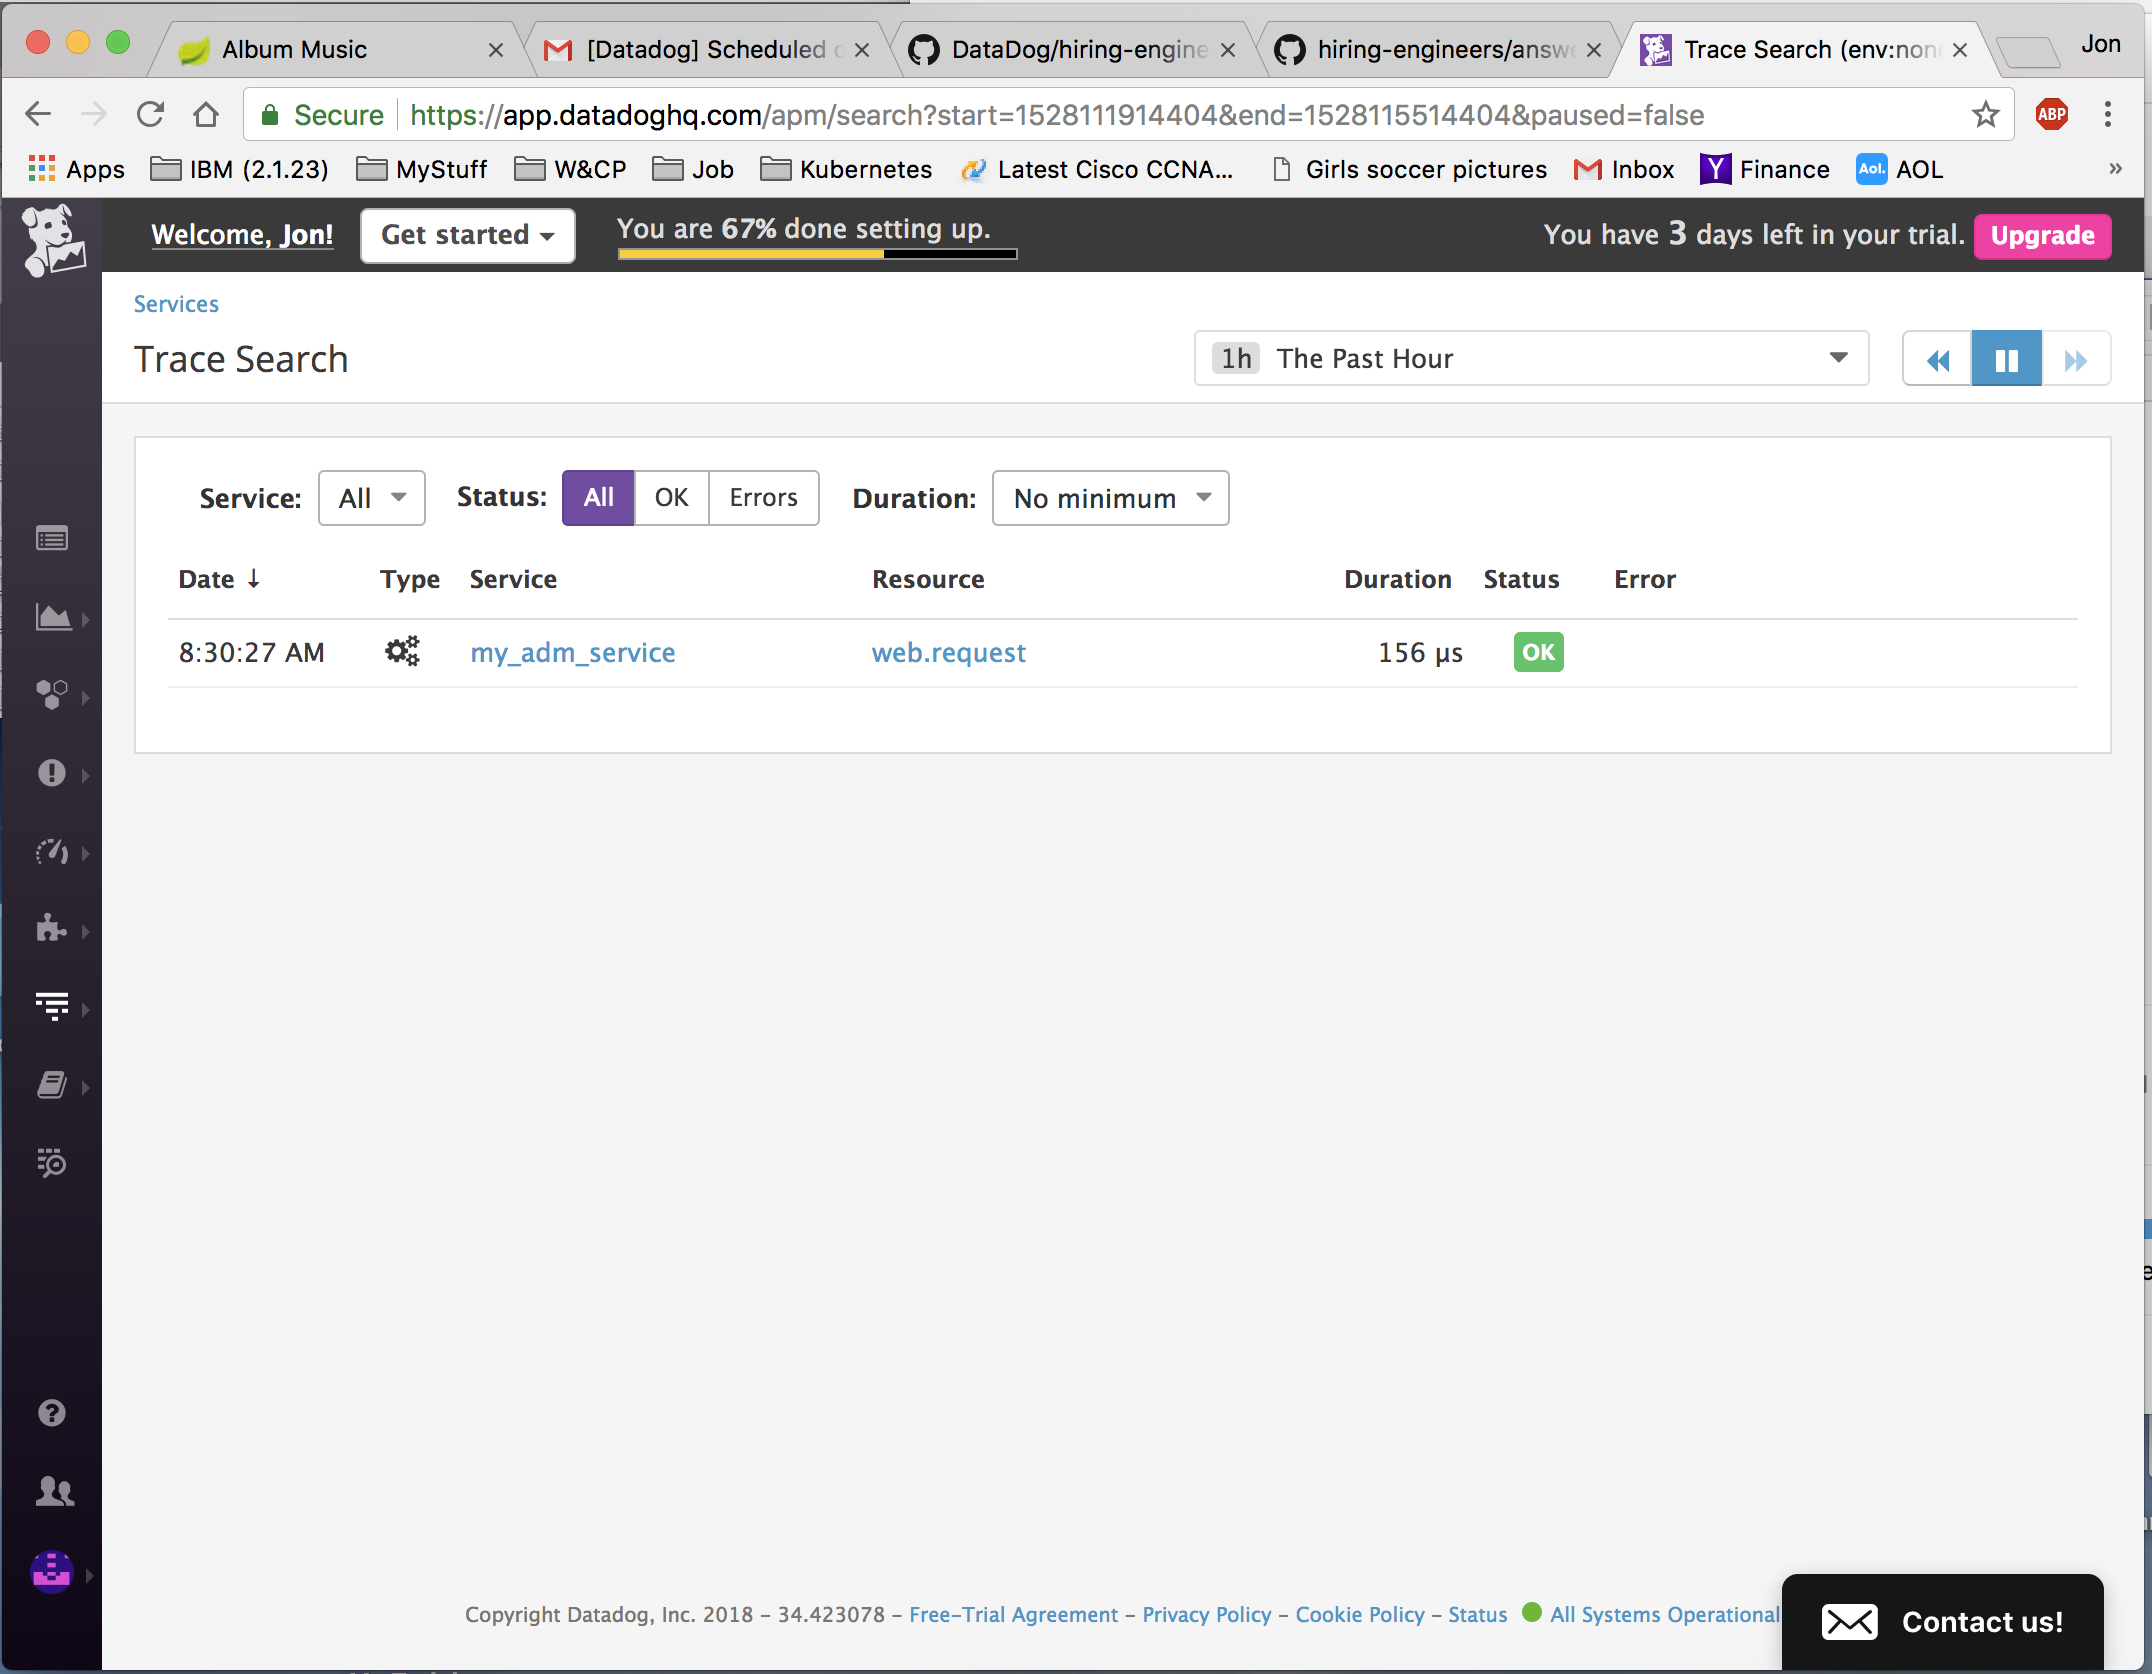 Album Music
[Datadog] Scheduled
DataDog/hiring-engine
hiring-engineers/answe
Trace Search (env:none
Jon
Secure https://app.datadoghq.com/apm/search?start=1528111914404&end=1528115514404&paused=false
ABP
Apps IBM (2.1.23) MyStuff W&CP Job Kubernetes Latest Cisco CCNA... Girls soccer pictures Inbox Finance Aol. AOL »
Welcome, Jon! Get started You are 67% done setting up. You have 3 days left in your trial. Upgrade
Services
Trace Search 1h The Past Hour
Service: All Status: All OK Errors Duration: No minimum
Date ↓ Type Service Resource Duration Status Error
8:30:27 AM my_adm_service web.request 156 µs OK
Copyright Datadog, Inc. 2018 – 34.423078 – Free-Trial Agreement – Privacy Policy – Cookie Policy – Status All Systems Operational
Contact us!